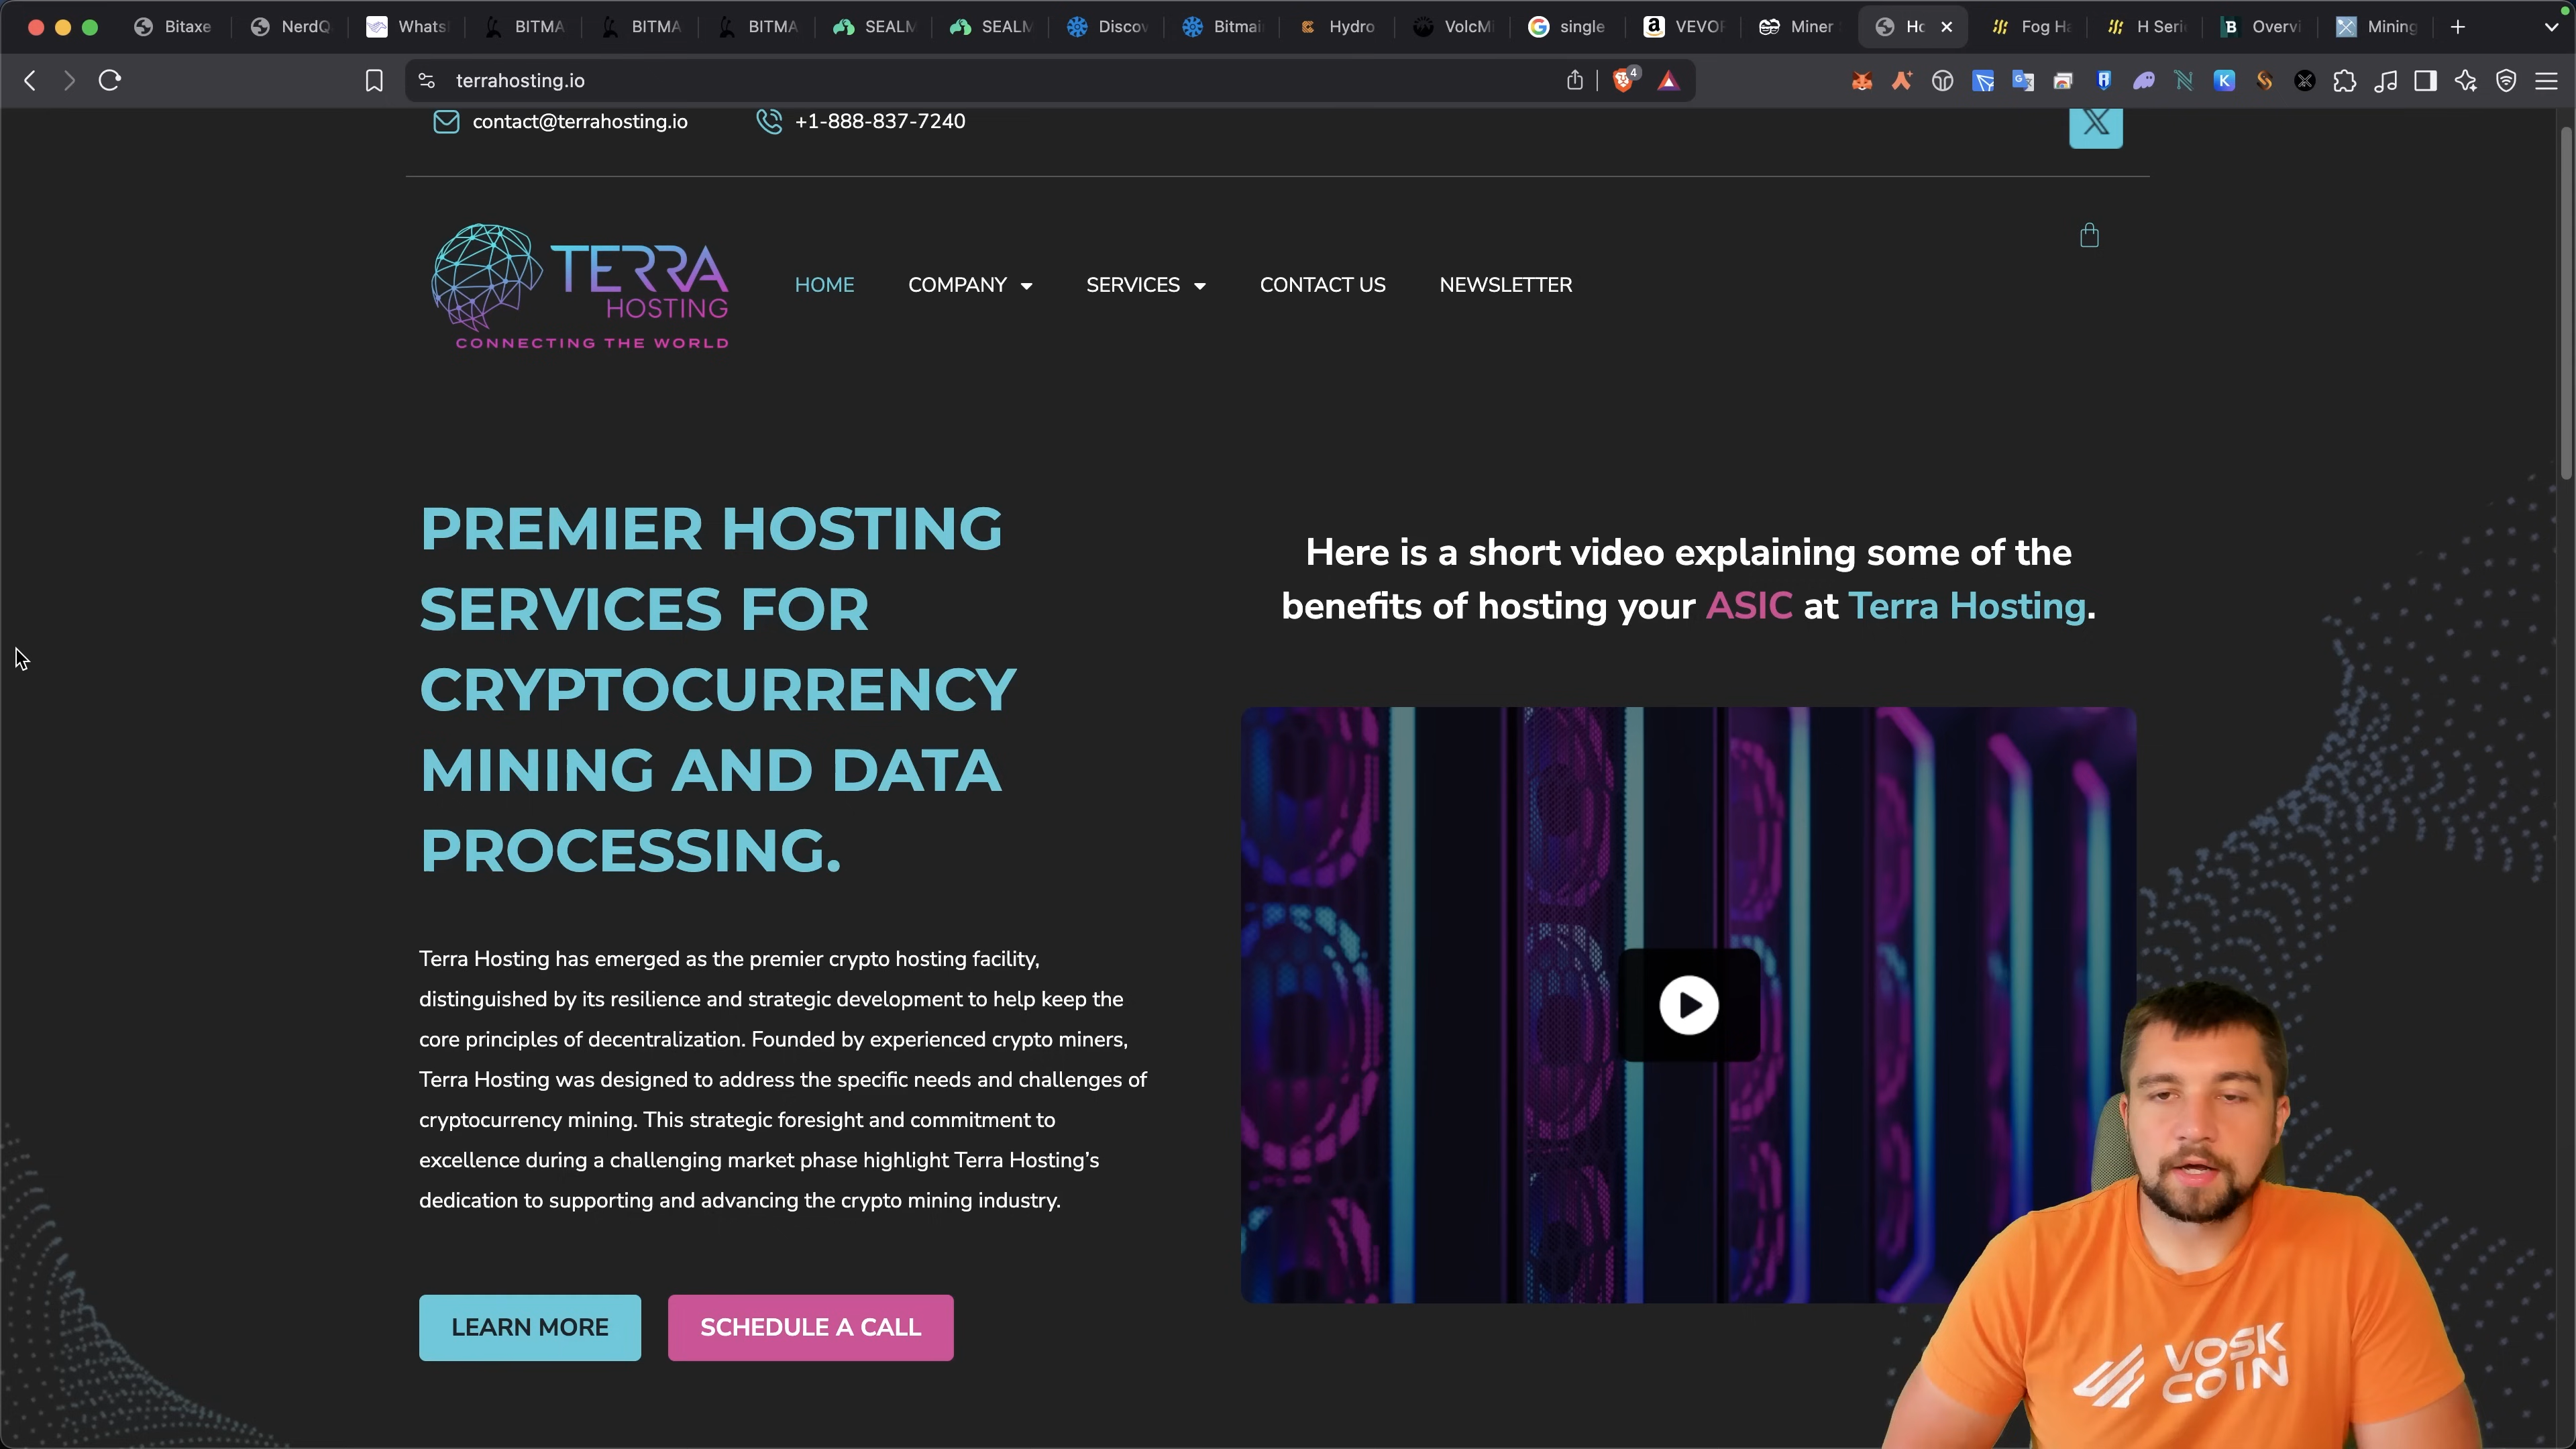 Bitaxe
NerdQ
Whats
BITMA
BITMA
BITMA
SEALM
SEALM
Discov
Bitmai
Hydro
VolcMi
single
VEVOR
Miner
Ho
Fog Ha
H Seri
Overvi
Mining
terrahosting.io
4
contact@terrahosting.io
+1-888-837-7240
TERRA
HOSTING
CONNECTING THE WORLD
HOME
COMPANY
SERVICES
CONTACT US
NEWSLETTER
PREMIER HOSTING
SERVICES FOR
CRYPTOCURRENCY
MINING AND DATA
PROCESSING.
Terra Hosting has emerged as the premier crypto hosting facility,
distinguished by its resilience and strategic development to help keep the
core principles of decentralization. Founded by experienced crypto miners,
Terra Hosting was designed to address the specific needs and challenges of
cryptocurrency mining. This strategic foresight and commitment to
excellence during a challenging market phase highlight Terra Hosting’s
dedication to supporting and advancing the crypto mining industry.
LEARN MORE
SCHEDULE A CALL
Here is a short video explaining some of the
benefits of hosting your ASIC at Terra Hosting.
VOSK
COIN